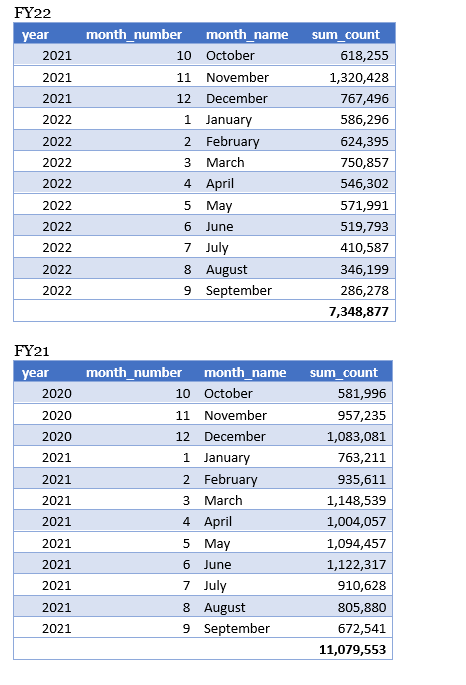 FY22
year month_number month_name sum_count
2021 10 October 618,255
2021 11 November 1,320,428
2021 12 December 767,496
2022 1 January 586,296
2022 2 February 624,395
2022 3 March 750,857
2022 4 April 546,302
2022 5 May 571,991
2022 6 June 519,793
2022 7 July 410,587
2022 8 August 346,199
2022 9 September 286,278
7,348,877
FY21
year month_number month_name sum_count
2020 10 October 581,996
2020 11 November 957,235
2020 12 December 1,083,081
2021 1 January 763,211
2021 2 February 935,611
2021 3 March 1,148,539
2021 4 April 1,004,057
2021 5 May 1,094,457
2021 6 June 1,122,317
2021 7 July 910,628
2021 8 August 805,880
2021 9 September 672,541
11,079,553